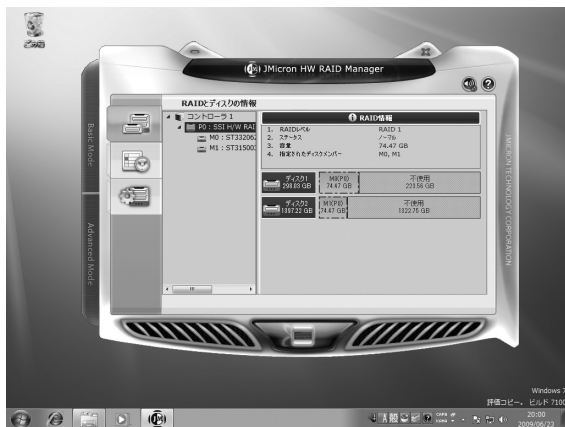 ごみ箱
JMicron HW RAID Manager
Basic Mode
Advanced Mode
JMICRON TECHNOLOGY CORPORATION
RAIDとディスクの情報
コントローラ 1
P0 : SSI H/W RAI
M0 : ST332062
M1 : ST31500
RAID情報
1. RAIDレベル RAID 1
2. ステータス ノーマル
3. 容量 74.47 GB
4. 指定されたディスクメンバー M0, M1
ディスク1
298.03 GB
74.47 GB
不使用
ディスク2
1397.22 GB
74.47 GB
不使用
1322.75 GB
Windows 7
評価コピー。 ビルド 7100
20:00
2009/06/23